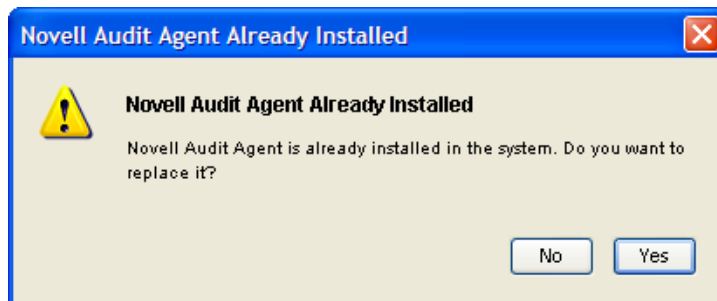 Novell Audit Agent Already Installed
Novell Audit Agent Already Installed
Novell Audit Agent is already installed in the system. Do you want to
replace it?
No Yes